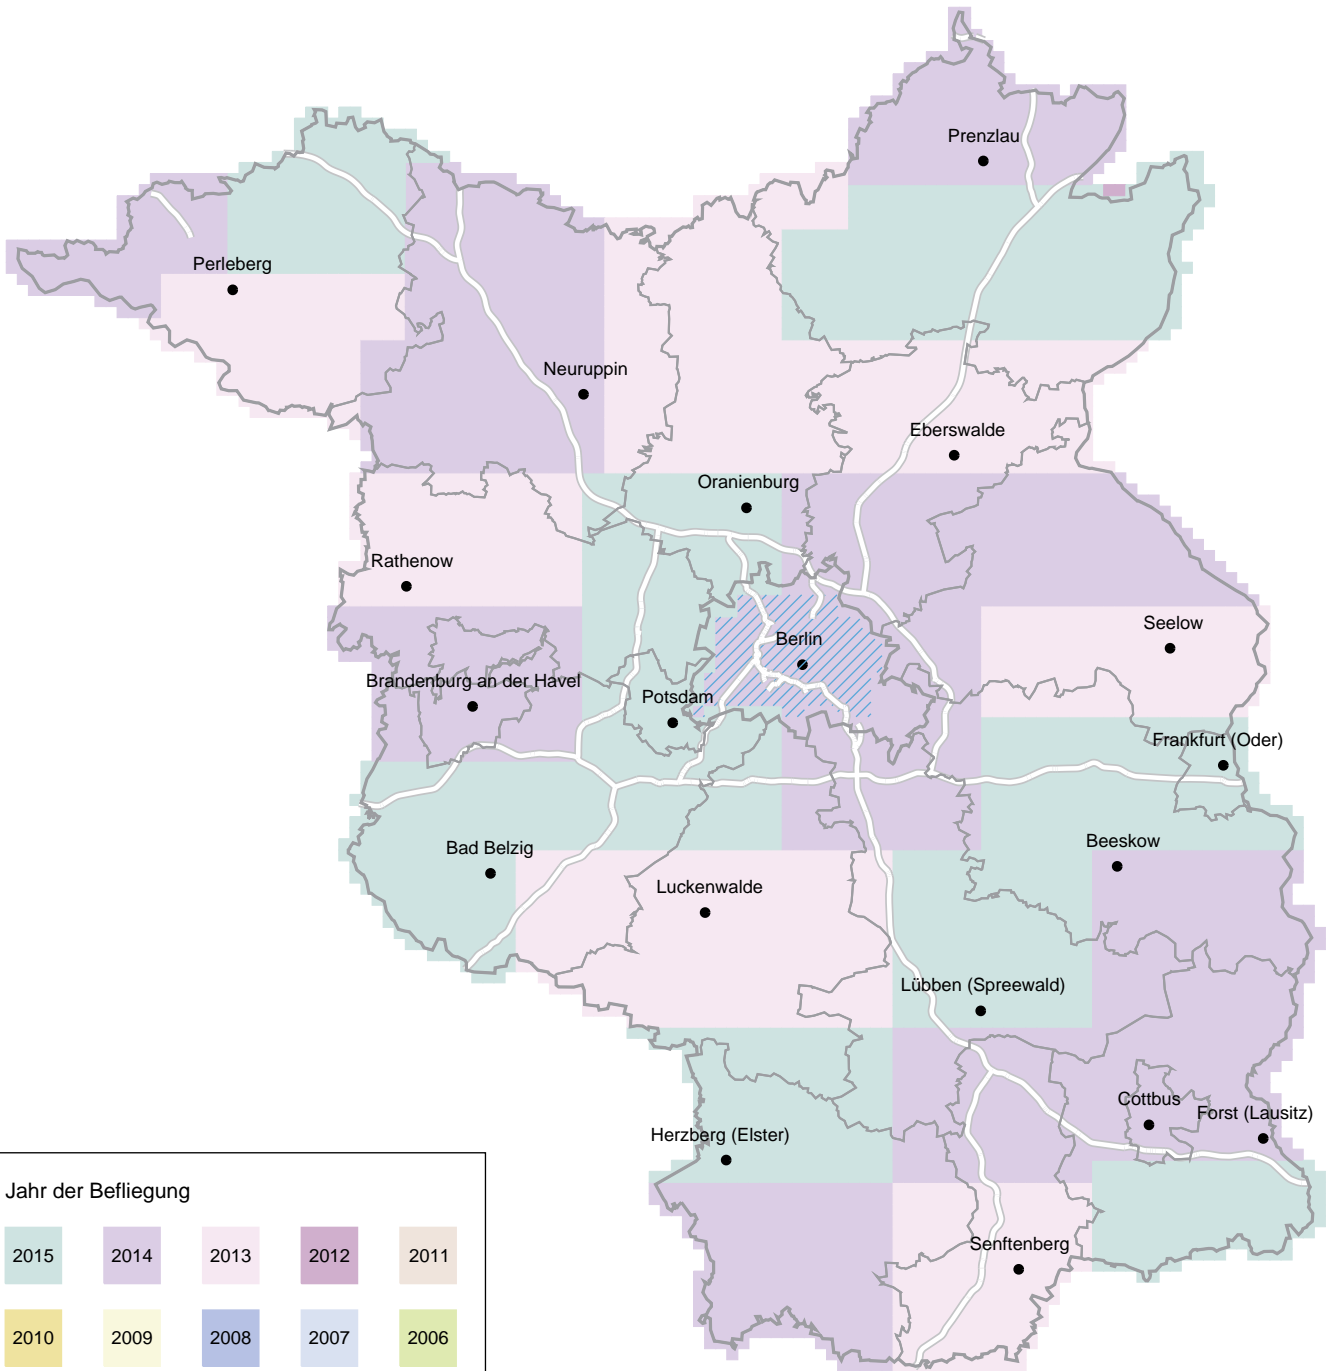 Prenzlau
Perleberg
Neuruppin
Eberswalde
Oranienburg
Rathenow
Seelow
Berlin
Brandenburg an der Havel
Potsdam
Frankfurt (Oder)
Bad Belzig
Beeskow
Luckenwalde
Lübben (Spreewald)
Cottbus
Forst (Lausitz)
Herzberg (Elster)
Senftenberg
Jahr der Befliegung
2015 2014 2013 2012 2011
2010 2009 2008 2007 2006